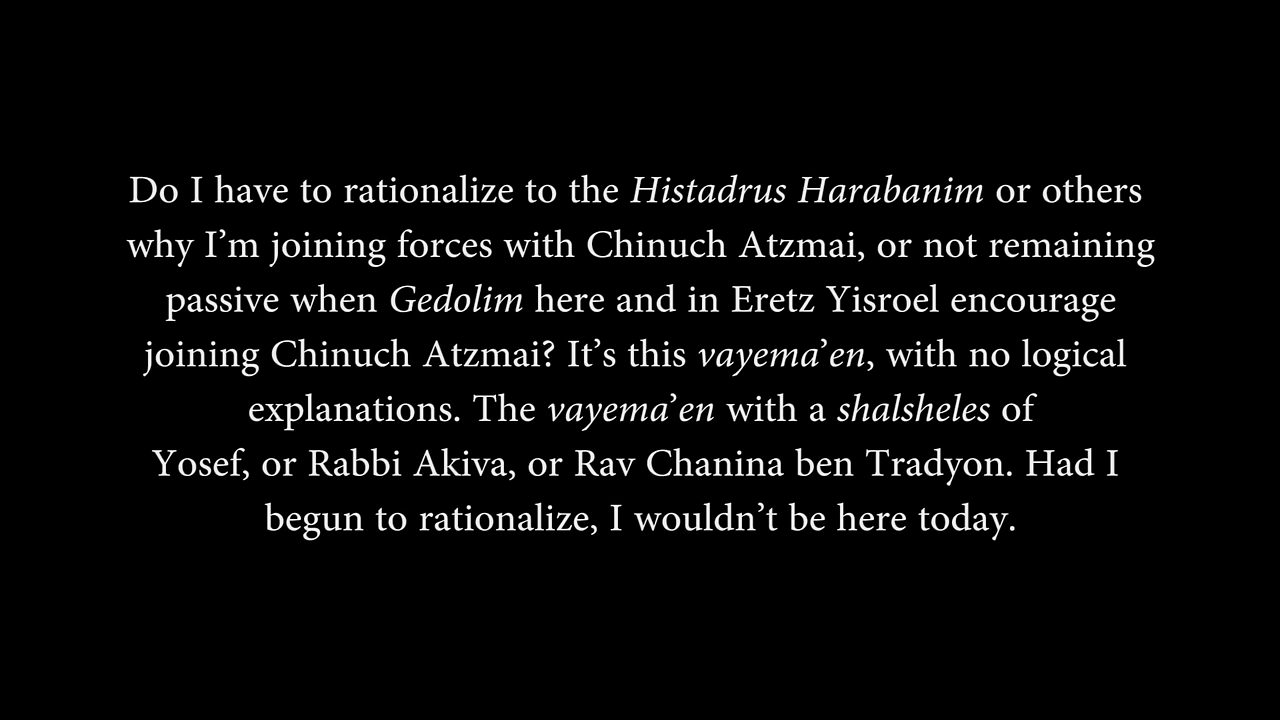 Do I have to rationalize to the Histadrus Harabanim or others
why I’m joining forces with Chinuch Atzmai, or not remaining
passive when Gedolim here and in Eretz Yisroel encourage
joining Chinuch Atzmai? It’s this vayema’en, with no logical
explanations. The vayema’en with a shalsheles of
Yosef, or Rabbi Akiva, or Rav Chanina ben Tradyon. Had I
begun to rationalize, I wouldn’t be here today.